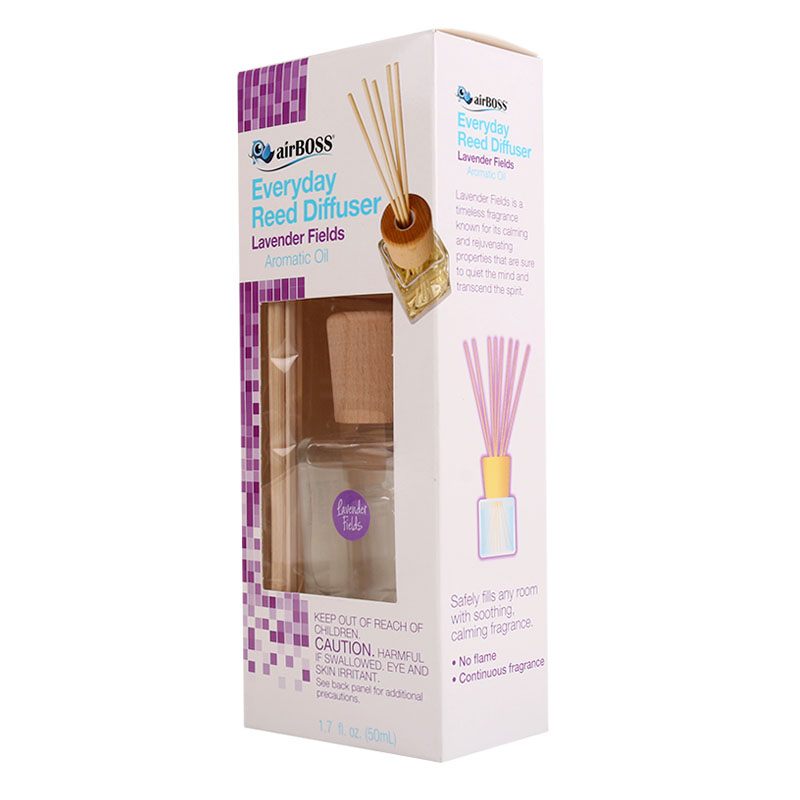 airBOSS®
Everyday
Reed Diffuser
Lavender Fields
Aromatic Oil
Lavender
Fields
KEEP OUT OF REACH OF
CHILDREN.
CAUTION. HARMFUL
IF SWALLOWED. EYE AND
SKIN IRRITANT.
See back panel for additional
precautions.
1.7 fl. oz. (50mL)
airBOSS®
Everyday
Reed Diffuser
Lavender Fields
Aromatic Oil
Lavender Fields is a
timeless fragrance
known for its calming
and rejuvenating
properties that are sure
to quiet the mind and
transcend the spirit.
Safely fills any room
with soothing,
calming fragrance.
• No flame
• Continuous fragrance